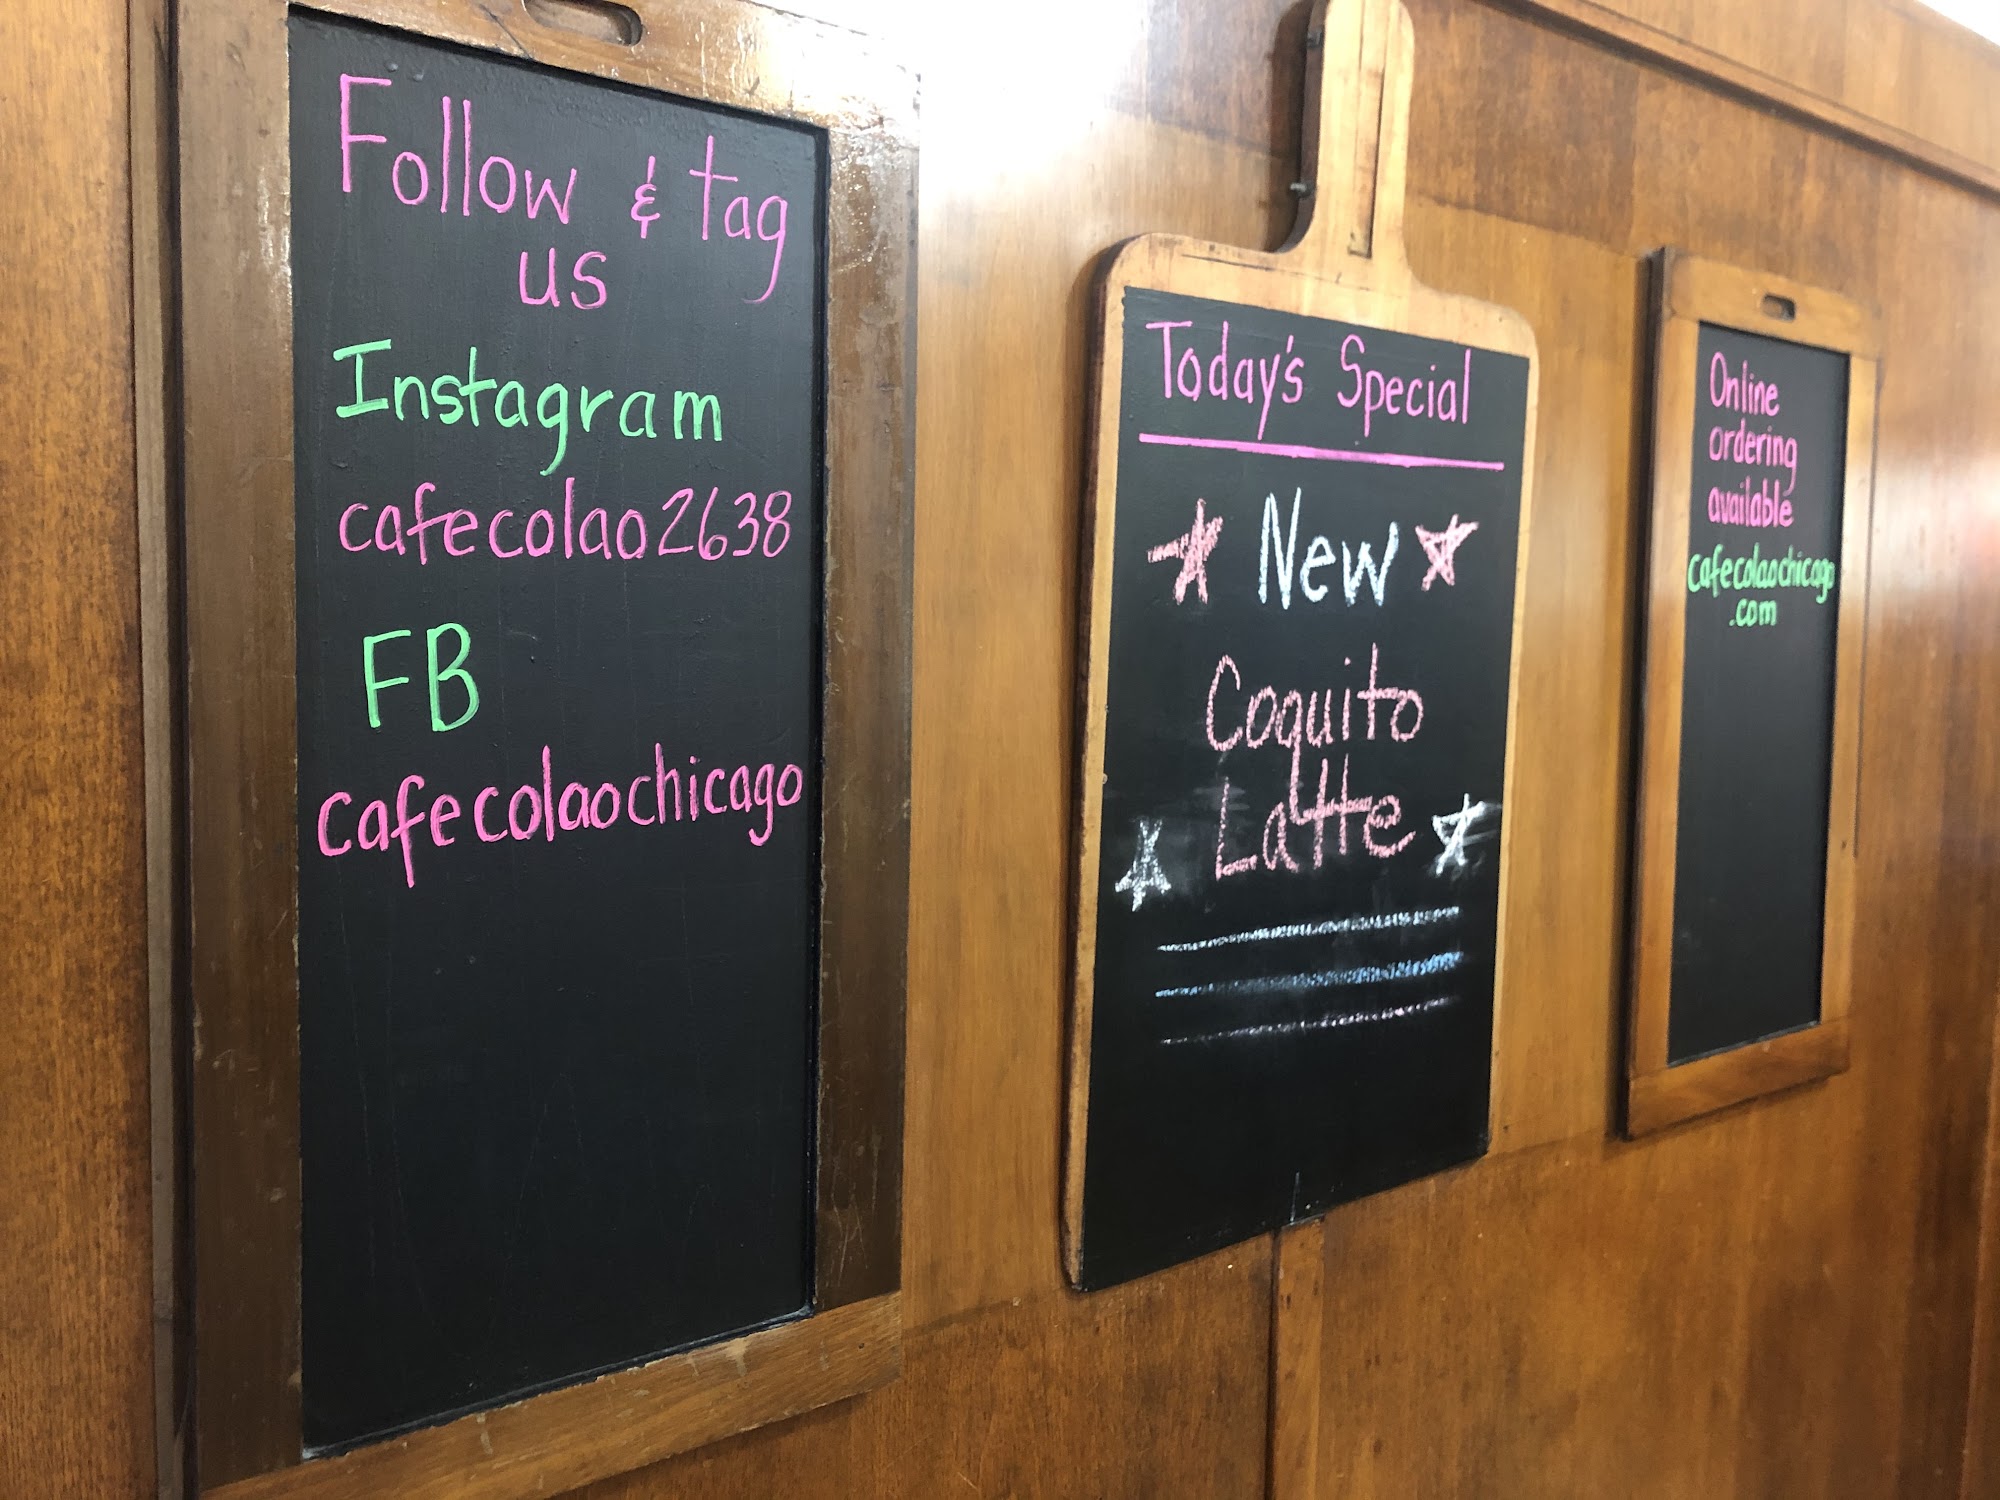 Follow & tag
us
Instagram
cafecolao2638
FB
cafecolaochicago
Today's Special
New
Coquito
Latte
Online
ordering
available
cafecolaochicago
.com